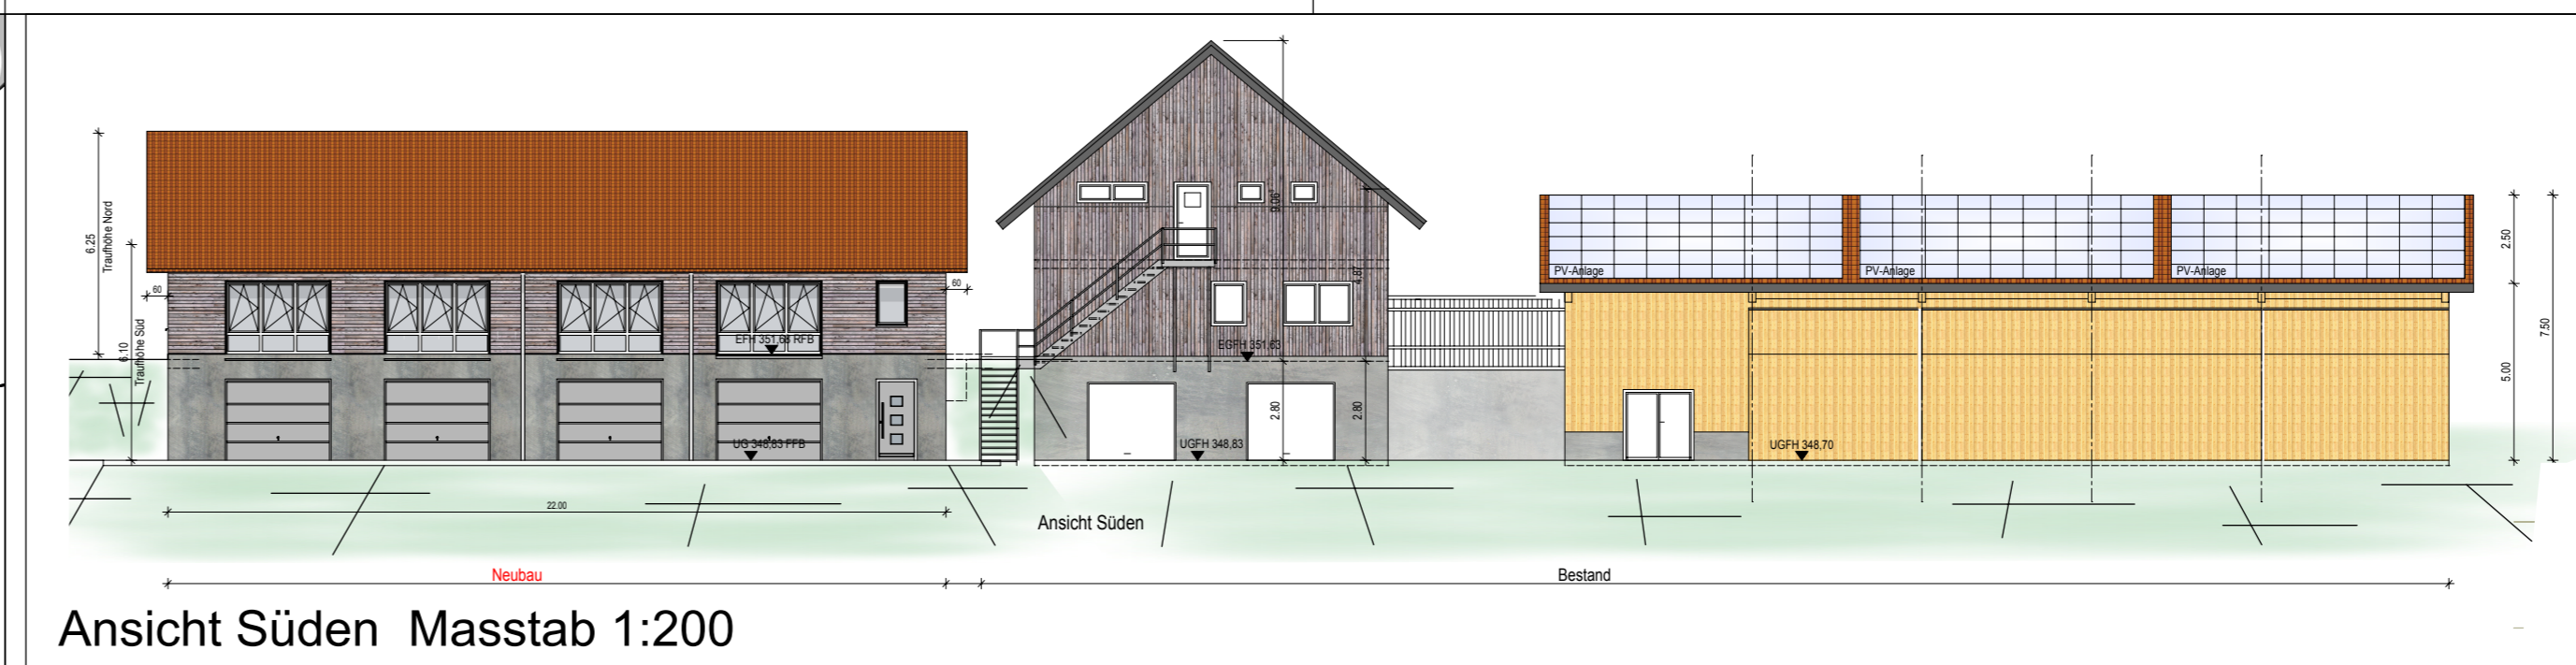 6.25
Traufhöhe Nord
6.10
Traufhöhe Süd
60
60
EFH 351,68 RFB
UG 348,83 FFB
22.00
Neubau
9.06⁵
4,87
EGFH 351,63
2.80
2.80
UGFH 348,83
Ansicht Süden
PV-Anlage
PV-Anlage
PV-Anlage
UGFH 348,70
2.50
5.00
7.50
Bestand
Ansicht Süden Masstab 1:200